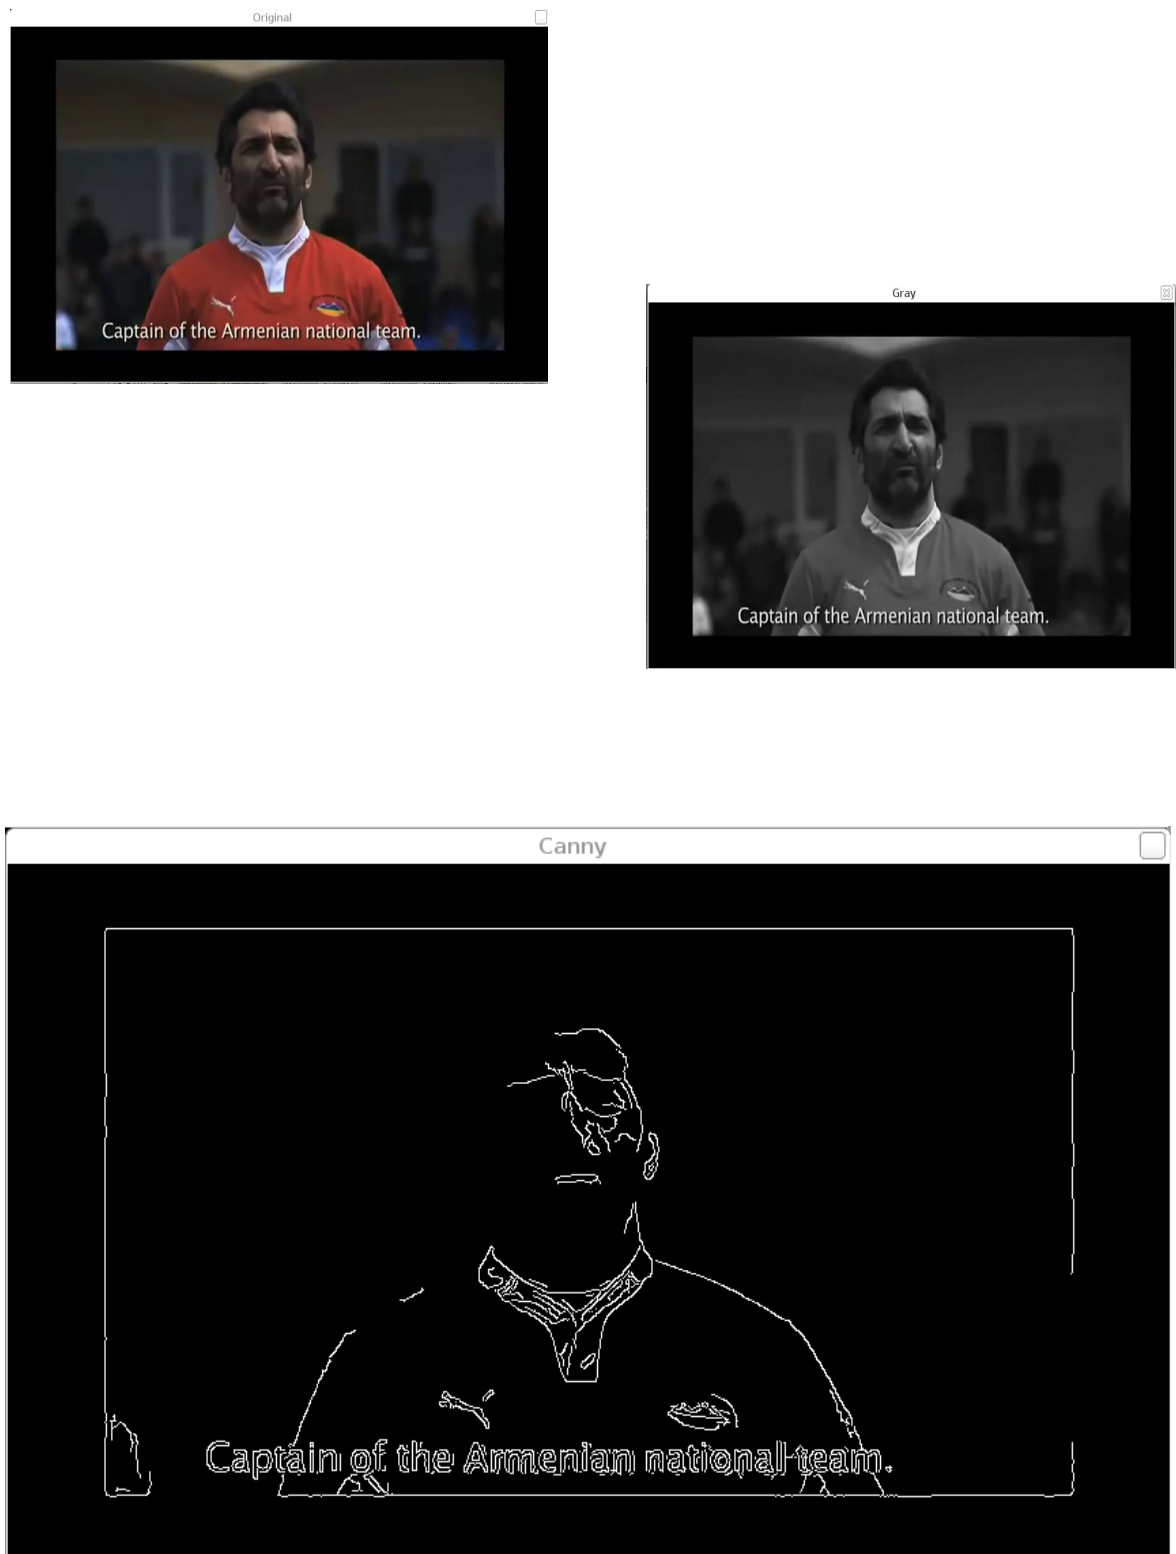 Original
Captain of the Armenian national team.
Gray
Captain of the Armenian national team.
Canny
Captain of the Armenian national team.